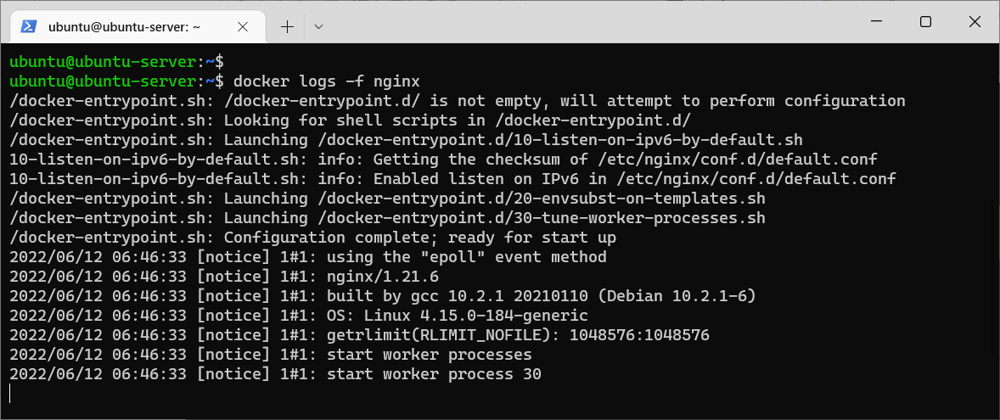 ubuntu@ubuntu-server: ~
ubuntu@ubuntu-server:~$
ubuntu@ubuntu-server:~$ docker logs -f nginx
/docker-entrypoint.sh: /docker-entrypoint.d/ is not empty, will attempt to perform configuration
/docker-entrypoint.sh: Looking for shell scripts in /docker-entrypoint.d/
/docker-entrypoint.sh: Launching /docker-entrypoint.d/10-listen-on-ipv6-by-default.sh
10-listen-on-ipv6-by-default.sh: info: Getting the checksum of /etc/nginx/conf.d/default.conf
10-listen-on-ipv6-by-default.sh: info: Enabled listen on IPv6 in /etc/nginx/conf.d/default.conf
/docker-entrypoint.sh: Launching /docker-entrypoint.d/20-envsubst-on-templates.sh
/docker-entrypoint.sh: Launching /docker-entrypoint.d/30-tune-worker-processes.sh
/docker-entrypoint.sh: Configuration complete; ready for start up
2022/06/12 06:46:33 [notice] 1#1: using the "epoll" event method
2022/06/12 06:46:33 [notice] 1#1: nginx/1.21.6
2022/06/12 06:46:33 [notice] 1#1: built by gcc 10.2.1 20210110 (Debian 10.2.1-6)
2022/06/12 06:46:33 [notice] 1#1: OS: Linux 4.15.0-184-generic
2022/06/12 06:46:33 [notice] 1#1: getrlimit(RLIMIT_NOFILE): 1048576:1048576
2022/06/12 06:46:33 [notice] 1#1: start worker processes
2022/06/12 06:46:33 [notice] 1#1: start worker process 30